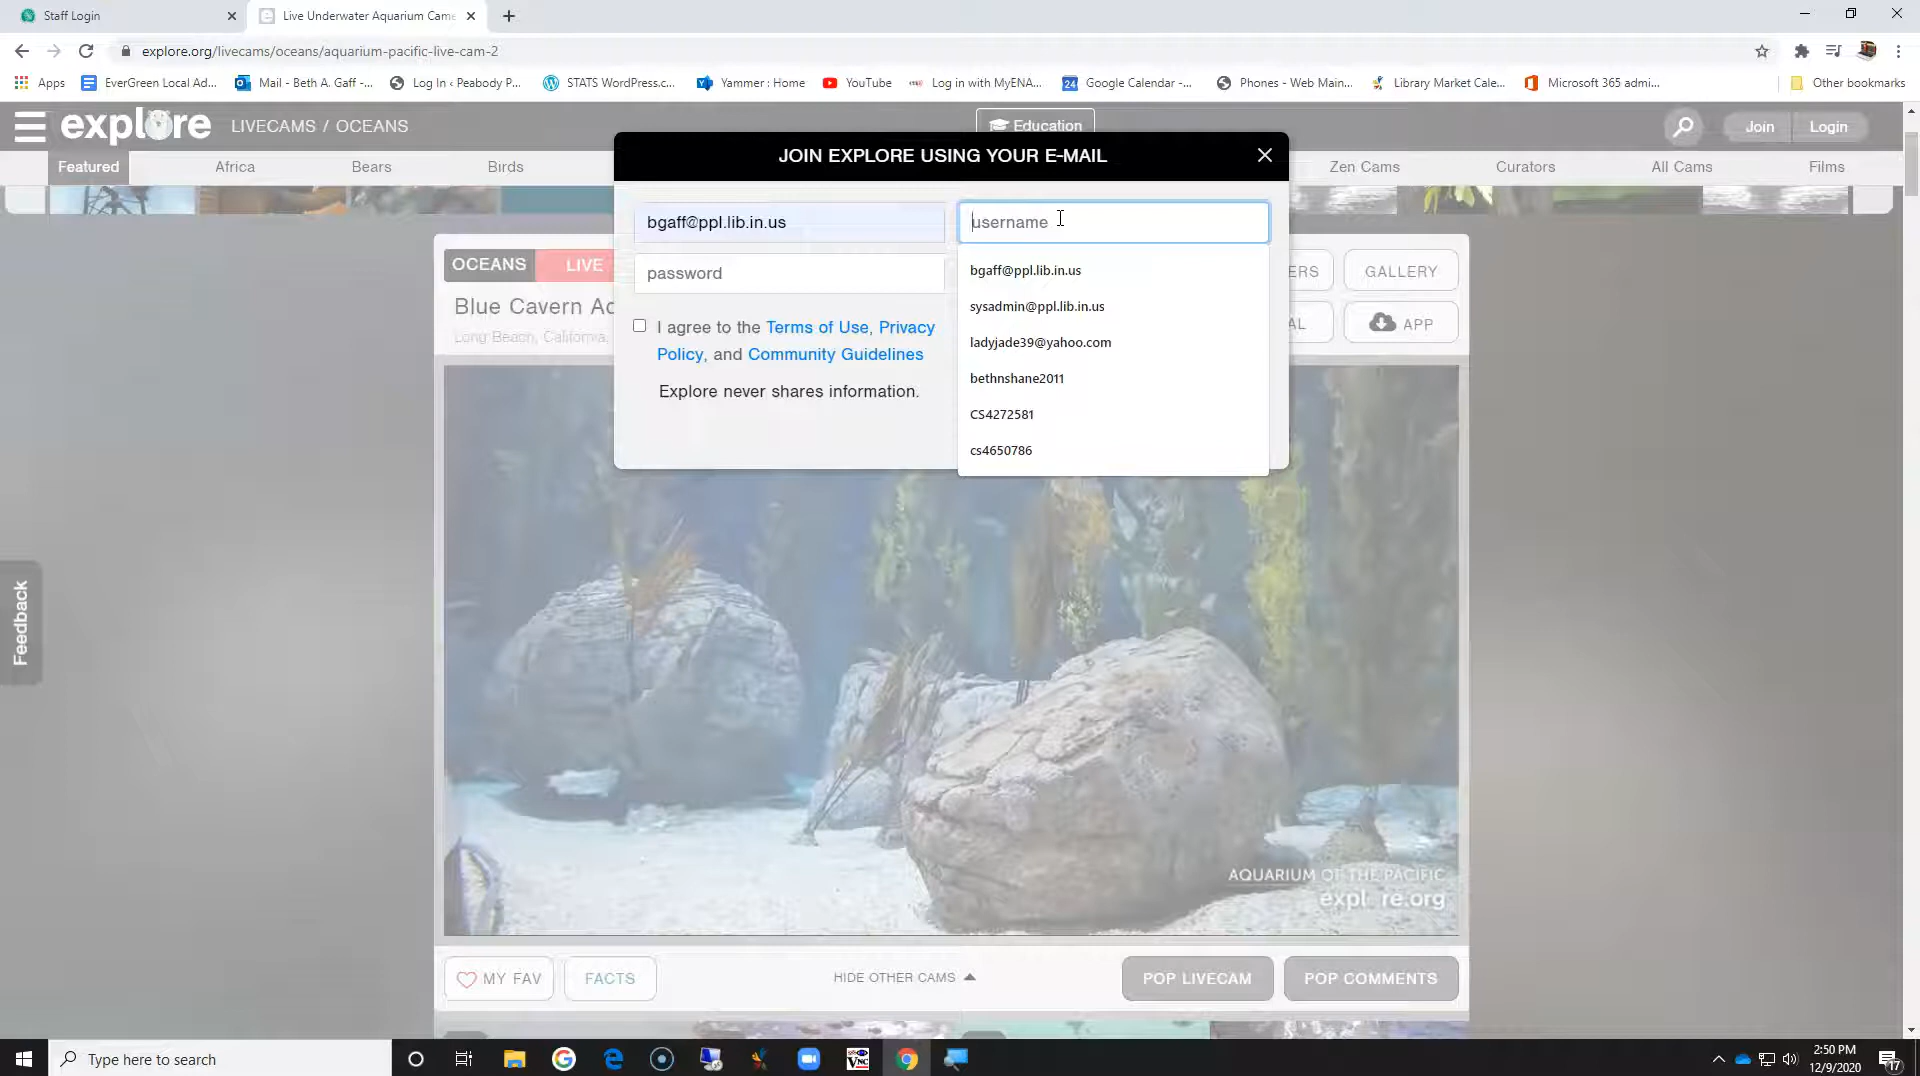 Staff Login
Live Underwater Aquarium Came
explore.org/livecams/oceans/aquarium-pacific-live-cam-2
Apps
EverGreen Local Ad...
Mail - Beth A. Gaff -...
Log In ‹ Peabody P...
STATS WordPress.c...
Yammer : Home
YouTube
Log in with MyENA...
Google Calendar -...
Phones - Web Main...
Library Market Cale...
Microsoft 365 admi...
Other bookmarks
explore
LIVECAMS / OCEANS
Education
Join
Login
Featured
Africa
Bears
Birds
Zen Cams
Curators
All Cams
Films
JOIN EXPLORE USING YOUR E-MAIL
bgaff@ppl.lib.in.us
username
password
bgaff@ppl.lib.in.us
sysadmin@ppl.lib.in.us
ladyjade39@yahoo.com
bethnshane2011
CS4272581
cs4650786
I agree to the Terms of Use, Privacy
Policy, and Community Guidelines
Explore never shares information.
OCEANS
LIVE
ERS
GALLERY
Blue Cavern Ac
AL
APP
Long Beach, California,
Feedback
AQUARIUM OF THE PACIFIC
explore.org
MY FAV
FACTS
HIDE OTHER CAMS
POP LIVECAM
POP COMMENTS
Type here to search
2:50 PM
12/9/2020
17